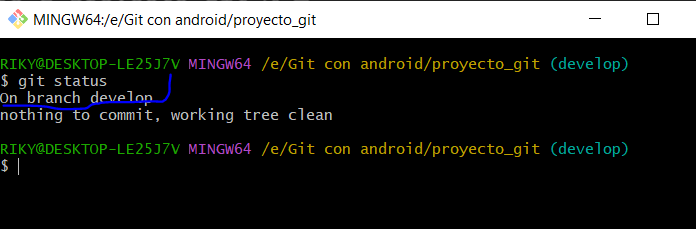 MINGW64:/e/Git con android/proyecto_git
RIKY@DESKTOP-LE25J7V MINGW64 /e/Git con android/proyecto_git (develop)
$ git status
On branch develop
nothing to commit, working tree clean
RIKY@DESKTOP-LE25J7V MINGW64 /e/Git con android/proyecto_git (develop)
$